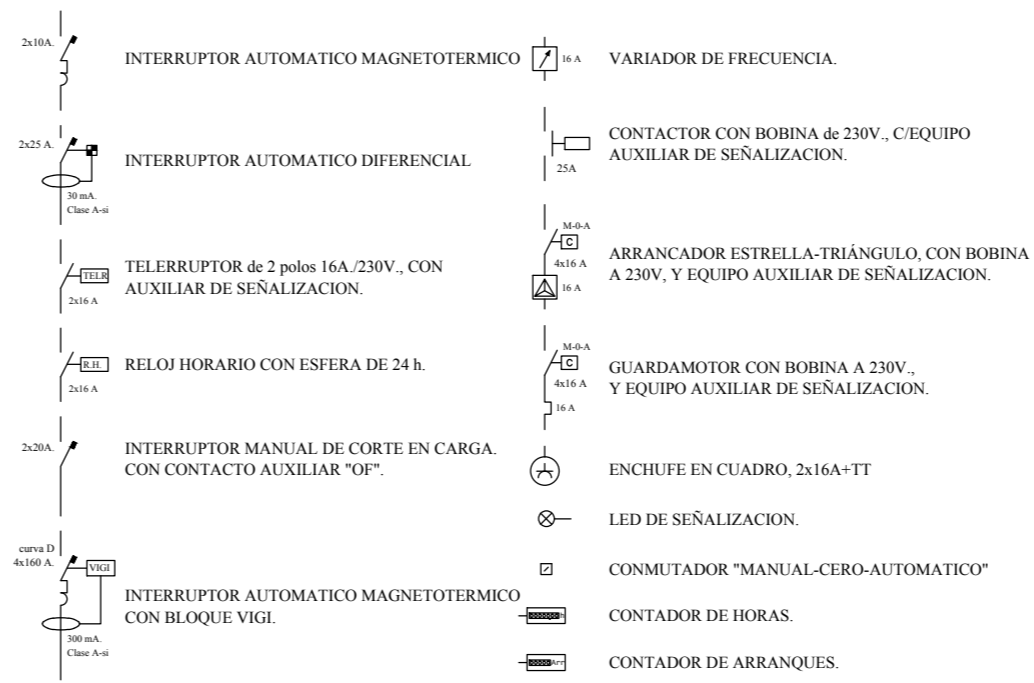 2x10A.
INTERRUPTOR AUTOMATICO MAGNETOTERMICO
2x25 A.
INTERRUPTOR AUTOMATICO DIFERENCIAL
30 mA.
Clase A-si
TELR
TELERRUPTOR de 2 polos 16A./230V., CON
AUXILIAR DE SEÑALIZACION.
2x16 A
R.H.
RELOJ HORARIO CON ESFERA DE 24 h.
2x16 A
2x20A.
INTERRUPTOR MANUAL DE CORTE EN CARGA.
CON CONTACTO AUXILIAR "OF".
curva D
4x160 A.
VIGI
INTERRUPTOR AUTOMATICO MAGNETOTERMICO
CON BLOQUE VIGI.
300 mA.
Clase A-si
16 A
VARIADOR DE FRECUENCIA.
CONTACTOR CON BOBINA de 230V., C/EQUIPO
AUXILIAR DE SEÑALIZACION.
25A
M-0-A
C
4x16 A
16 A
ARRANCADOR ESTRELLA-TRIÁNGULO, CON BOBINA
A 230V, Y EQUIPO AUXILIAR DE SEÑALIZACION.
M-0-A
C
4x16 A
16 A
GUARDAMOTOR CON BOBINA A 230V.,
Y EQUIPO AUXILIAR DE SEÑALIZACION.
ENCHUFE EN CUADRO, 2x16A+TT
LED DE SEÑALIZACION.
CONMUTADOR "MANUAL-CERO-AUTOMATICO"
h
CONTADOR DE HORAS.
Arr
CONTADOR DE ARRANQUES.